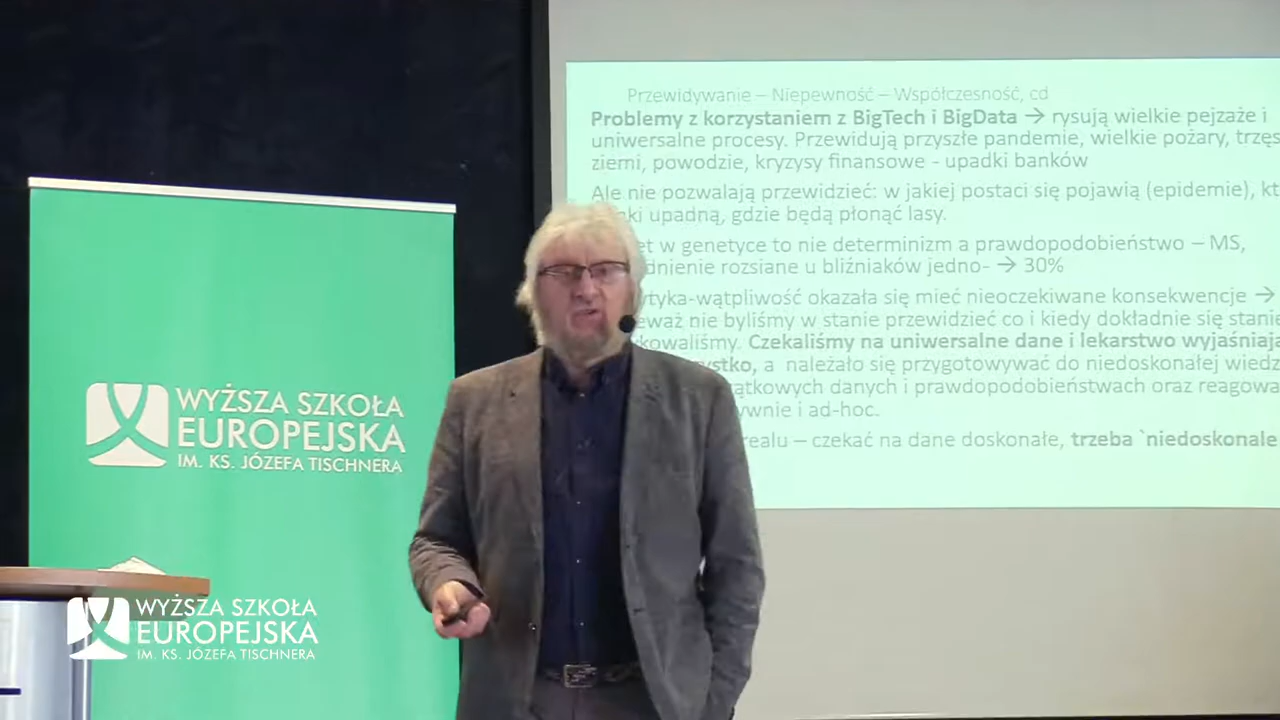 Przewidywanie – Niepewność – Współczesność, cd
Problemy z korzystaniem z BigTech i BigData → rysują wielkie pejzaże i
uniwersalne procesy. Przewidują przyszłe pandemie, wielkie pożary, trzęs
ziemi, powodzie, kryzysy finansowe - upadki banków
Ale nie pozwalają przewidzieć: w jakiej postaci się pojawią (epidemie), kt
ki upadną, gdzie będą płonąć lasy.
et w genetyce to nie determinizm a prawdopodobieństwo – MS,
dnienie rozsiane u bliźniaków jedno- → 30%
tyka-wątpliwość okazała się mieć nieoczekiwane konsekwencje →
eważ nie byliśmy w stanie przewidzieć co i kiedy dokładnie się stanie
kowaliśmy. Czekaliśmy na uniwersalne dane i lekarstwo wyjaśniają
ystko, a należało się przygotowywać do niedoskonałej wiedz
ątkowych danych i prawdopodobieństwach oraz reagowa
ywnie i ad-hoc.
realu – czekać na dane doskonałe, trzeba `niedoskonale
WYŻSZA SZKOŁA
EUROPEJSKA
IM. KS. JÓZEFA TISCHNERA
WYŻSZA SZKOŁA
EUROPEJSKA
IM. KS. JÓZEFA TISCHNERA